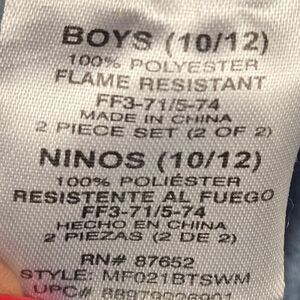 BOYS (10/12)
100% POLYESTER
FLAME RESISTANT
FF3-71/5-74
MADE IN CHINA
2 PIECE SET (2 OF 2)
NINOS (10/12)
100% POLIÉSTER
RESISTENTE AL FUEGO
FF3-71/5-74
HECHO EN CHINA
2 PIEZAS (2 DE 2)
RN# 87652
STYLE: MF021BTSWM
UPC#